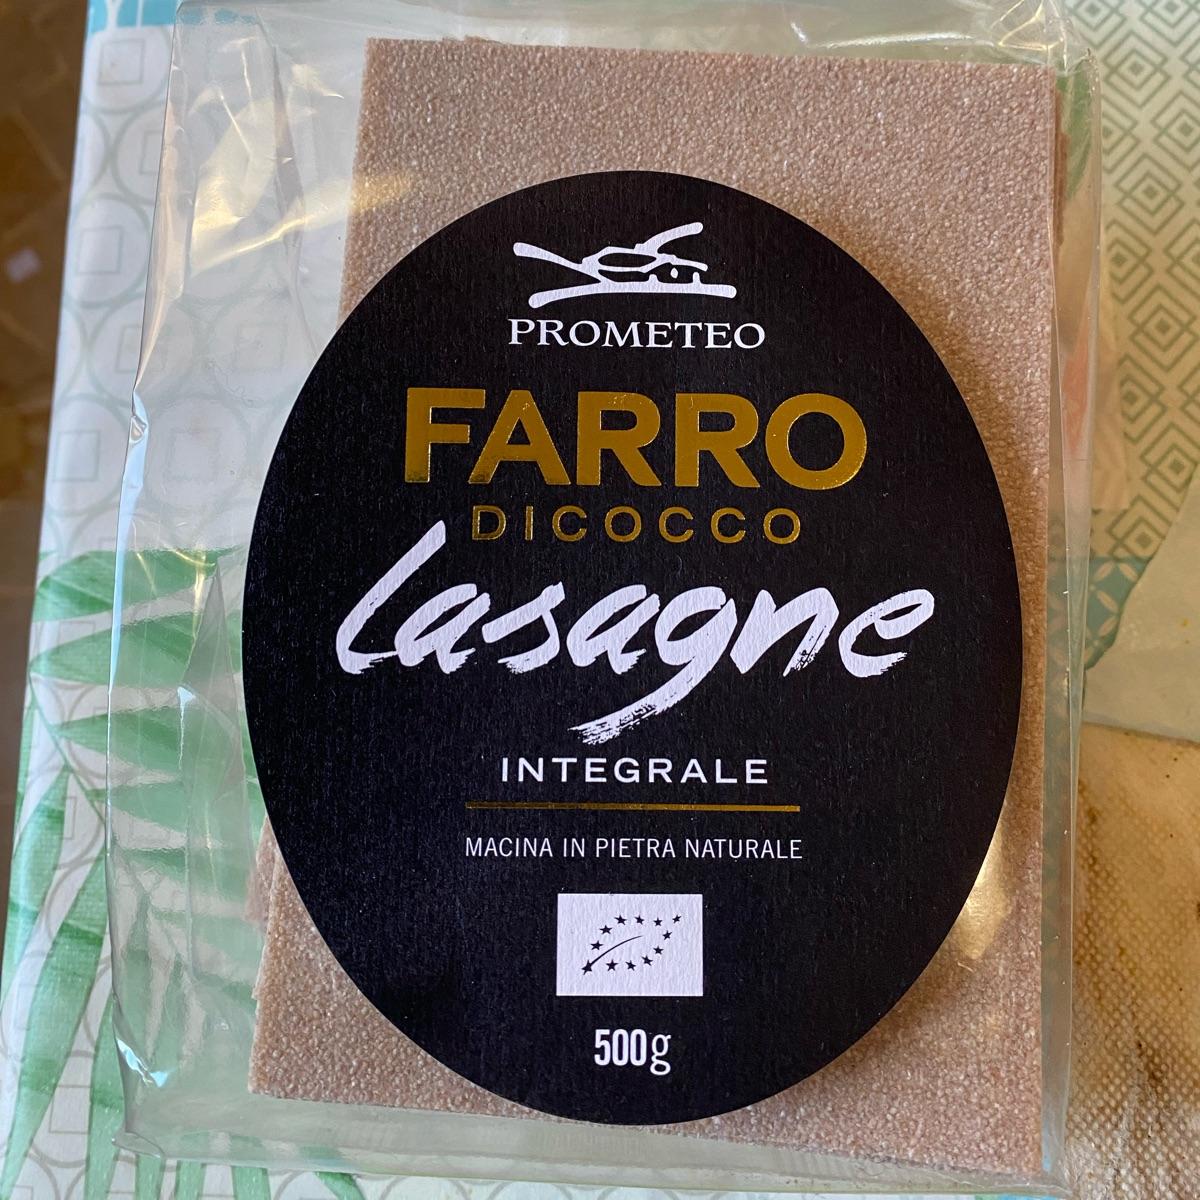 PROMETEO
FARRO
DICOCCO
Lasagne
INTEGRALE
MACINA IN PIETRA NATURALE
500g